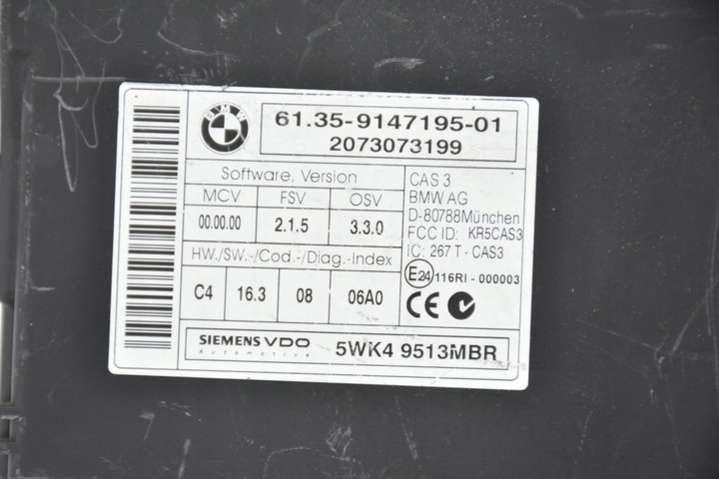 BMW
61.35-9147195-01
2073073199
Software, Version
MCV FSV OSV
00.00.00 2.1.5 3.3.0
HW./SW.-/Cod.-/Diag.-Index
C4 16.3 08 06A0
CAS 3
BMW AG
D-80788München
FCC ID: KR5CAS3
IC: 267 T - CAS3
E24 116RI - 000003
CE
SIEMENS VDO
Automotive
5WK4 9513MBR